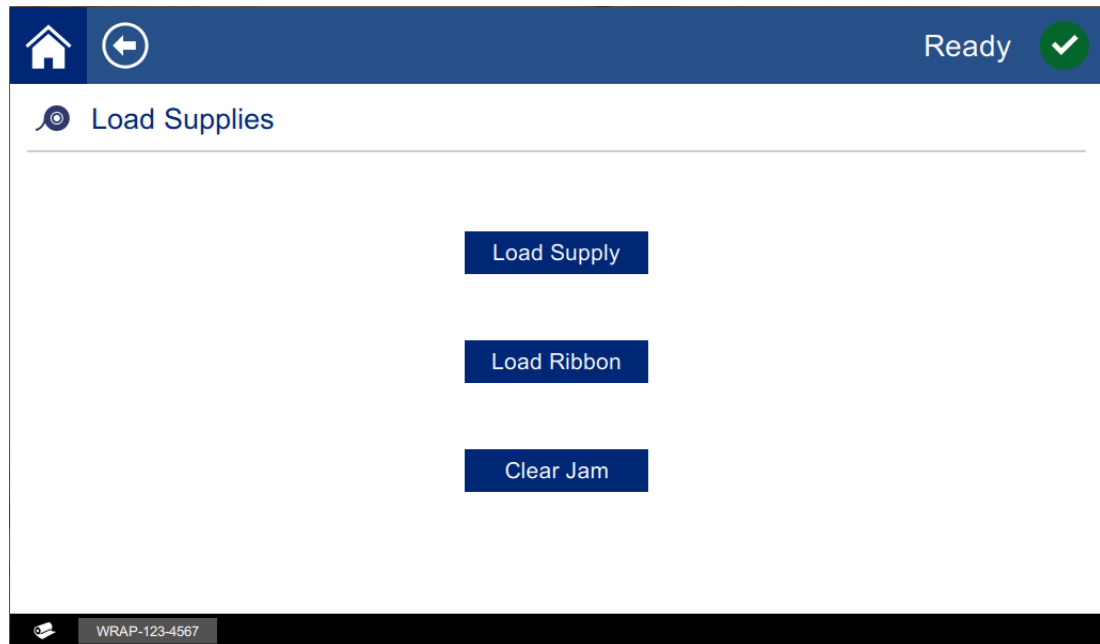 Ready
Load Supplies
Load Supply
Load Ribbon
Clear Jam
WRAP-123-4567